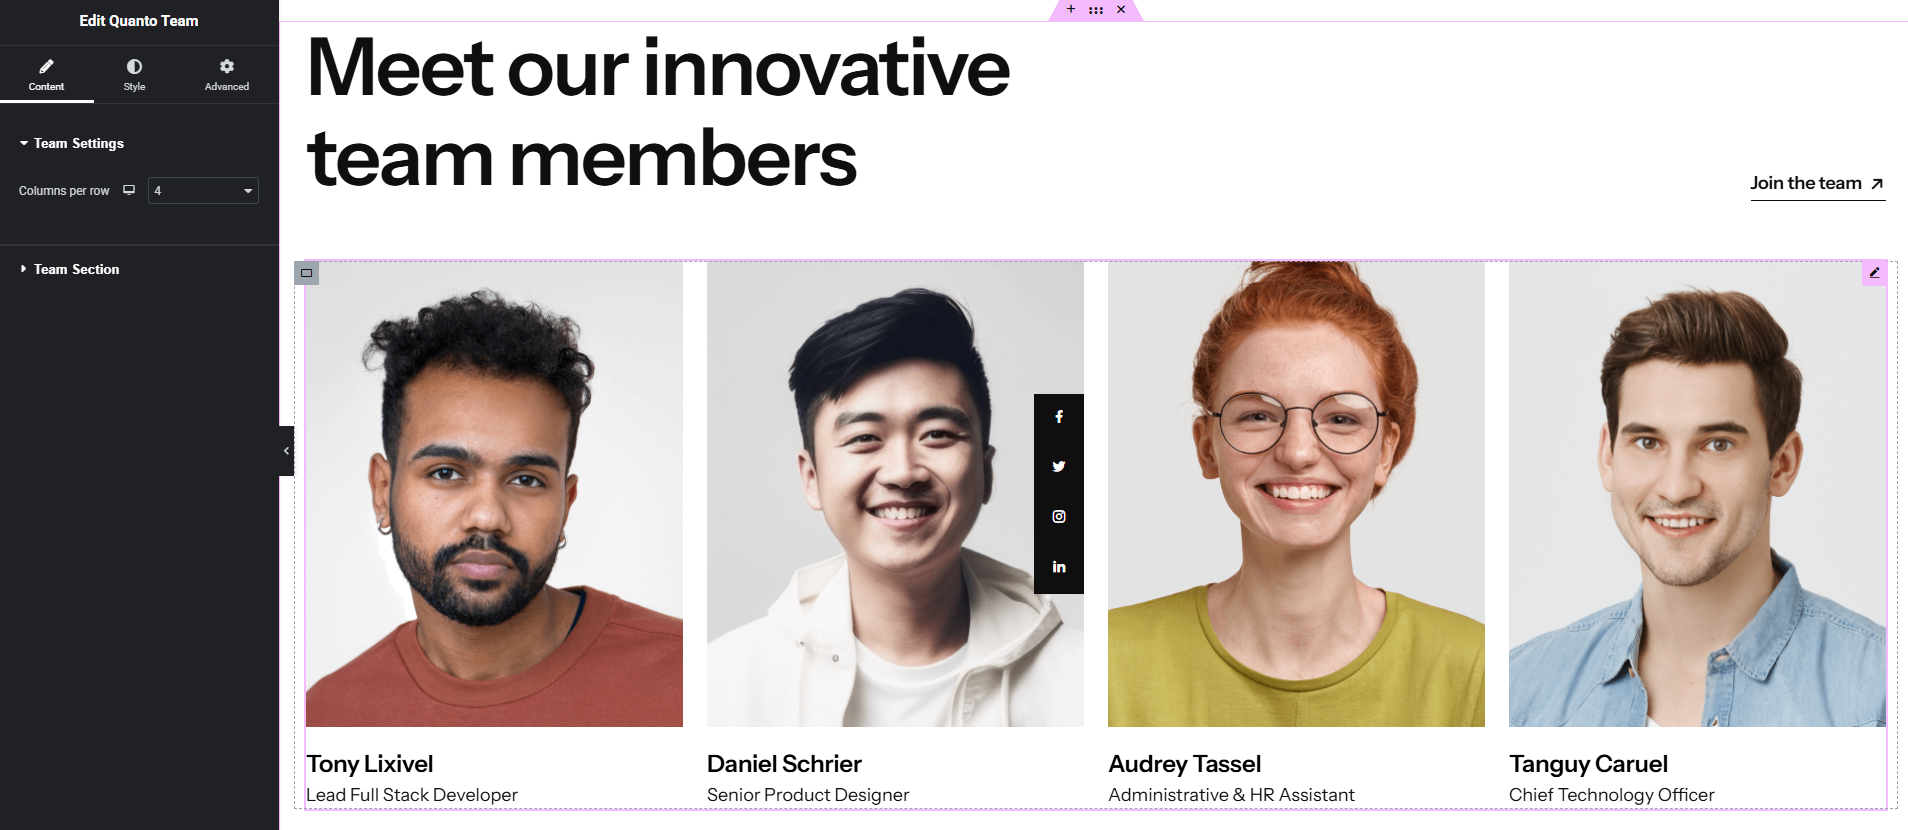 Edit Quanto Team
Content
Style
Advanced
Team Settings
Columns per row
4
Team Section
Meet our innovative
team members
Join the team
Tony Lixivel
Lead Full Stack Developer
Daniel Schrier
Senior Product Designer
Audrey Tassel
Administrative & HR Assistant
Tanguy Caruel
Chief Technology Officer